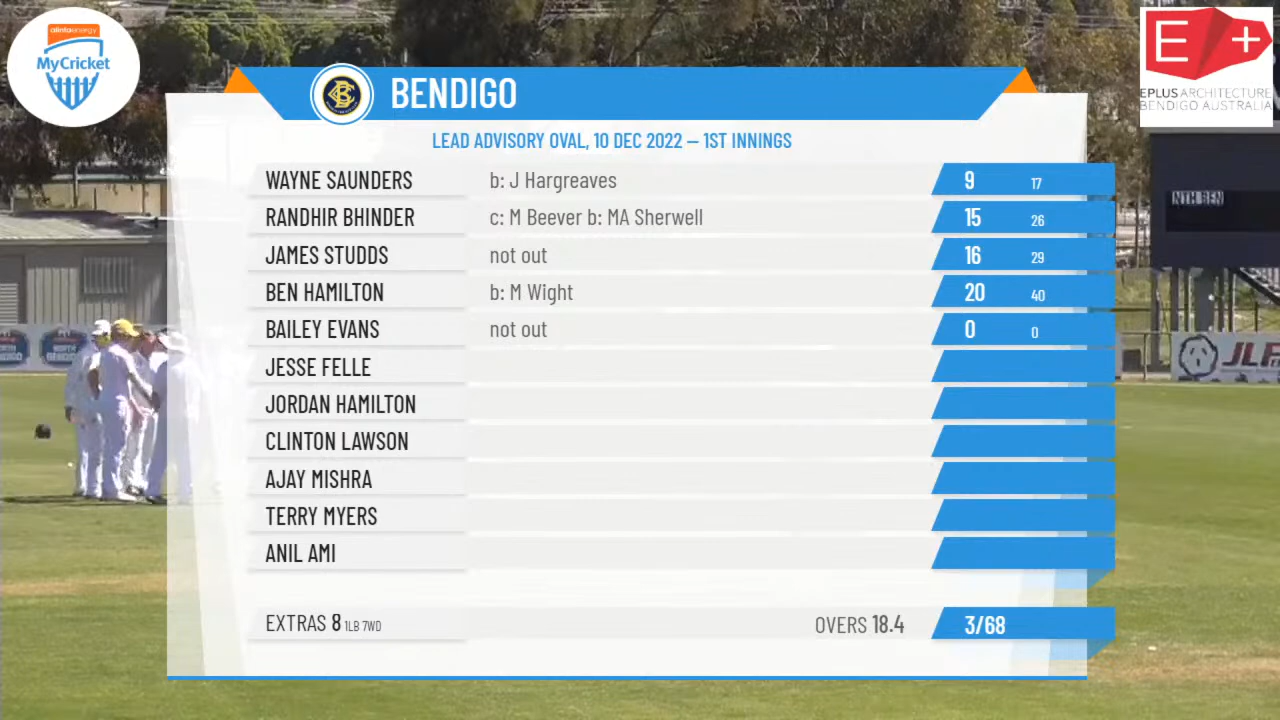 alintaenergy
MyCricket
E+
EPLUS ARCHITECTURE
BENDIGO AUSTRALIA
BENDIGO
LEAD ADVISORY OVAL, 10 DEC 2022 – 1ST INNINGS
WAYNE SAUNDERS b: J Hargreaves 9 17
RANDHIR BHINDER c: M Beever b: MA Sherwell 15 26
JAMES STUDDS not out 16 29
BEN HAMILTON b: M Wight 20 40
BAILEY EVANS not out 0 0
JESSE FELLE
JORDAN HAMILTON
CLINTON LAWSON
AJAY MISHRA
TERRY MYERS
ANIL AMI
EXTRAS 8 1LB 7WD OVERS 18.4 3/68
NTH BEN